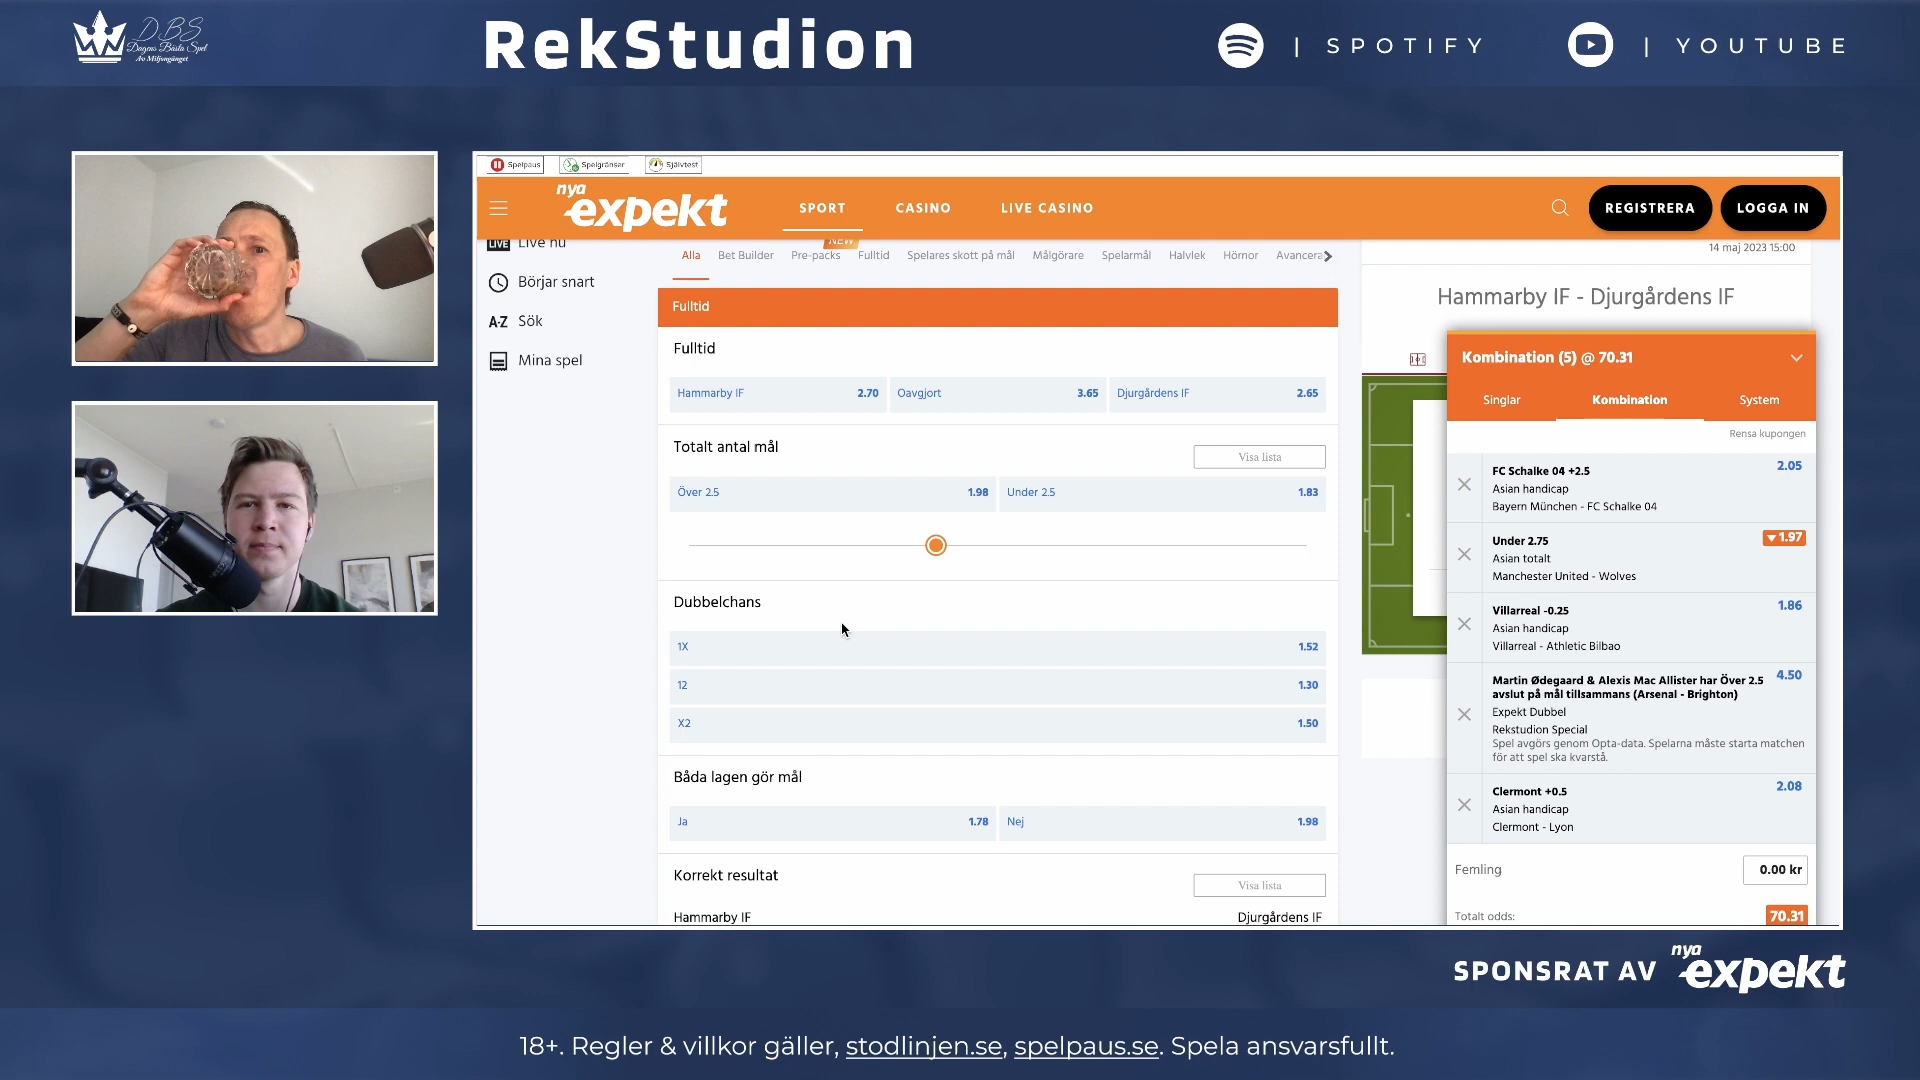 DBS
Dagens Bästa Spel
Av Miljongänget
RekStudion
| SPOTIFY
| YOUTUBE
Spelpaus
Spelgränser
Självtest
nya
expekt
SPORT
CASINO
LIVE CASINO
REGISTRERA
LOGGA IN
LIVE Live nu
Börjar snart
A-Z Sök
Mina spel
NEW
Alla
Bet Builder
Pre-packs
Fulltid
Spelares skott på mål
Målgörare
Spelarmål
Halvlek
Hörnor
Avancera
Fulltid
Fulltid
Hammarby IF 2.70
Oavgjort 3.65
Djurgårdens IF 2.65
Totalt antal mål
Visa lista
Över 2.5 1.98
Under 2.5 1.83
Dubbelchans
1X 1.52
12 1.30
X2 1.50
Båda lagen gör mål
Ja 1.78
Nej 1.98
Korrekt resultat
Visa lista
Hammarby IF
Djurgårdens IF
14 maj 2023 15:00
Hammarby IF - Djurgårdens IF
Kombination (5) @ 70.31
Singlar
Kombination
System
Rensa kupongen
FC Schalke 04 +2.5 2.05
Asian handicap
Bayern München - FC Schalke 04
Under 2.75 ▼1.97
Asian totalt
Manchester United - Wolves
Villarreal -0.25 1.86
Asian handicap
Villarreal - Athletic Bilbao
Martin Ødegaard & Alexis Mac Allister har Över 2.5 4.50
avslut på mål tillsammans (Arsenal - Brighton)
Expekt Dubbel
Rekstudion Special
Spel avgörs genom Opta-data. Spelarna måste starta matchen
för att spel ska kvarstå.
Clermont +0.5 2.08
Asian handicap
Clermont - Lyon
Femling 0.00 kr
Totalt odds: 70.31
SPONSRAT AV nya expekt
18+. Regler & villkor gäller, stodlinjen.se, spelpaus.se. Spela ansvarsfullt.